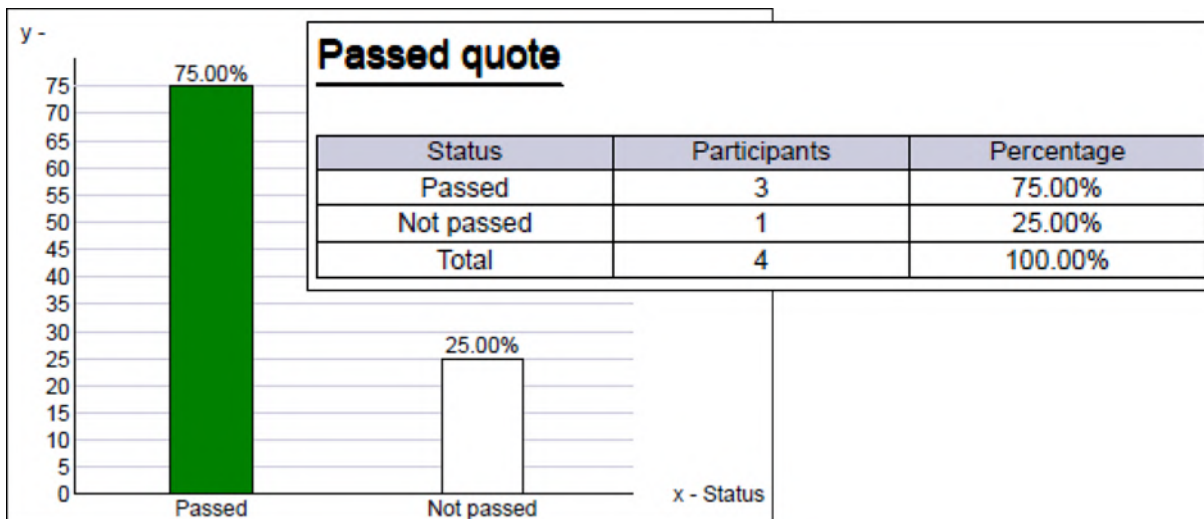 y -
75.00%
75
70
65
60
55
50
45
40
35
30
25
20
15
10
5
0
25.00%
Passed Not passed
x - Status
Passed quote
Status Participants Percentage
Passed 3 75.00%
Not passed 1 25.00%
Total 4 100.00%